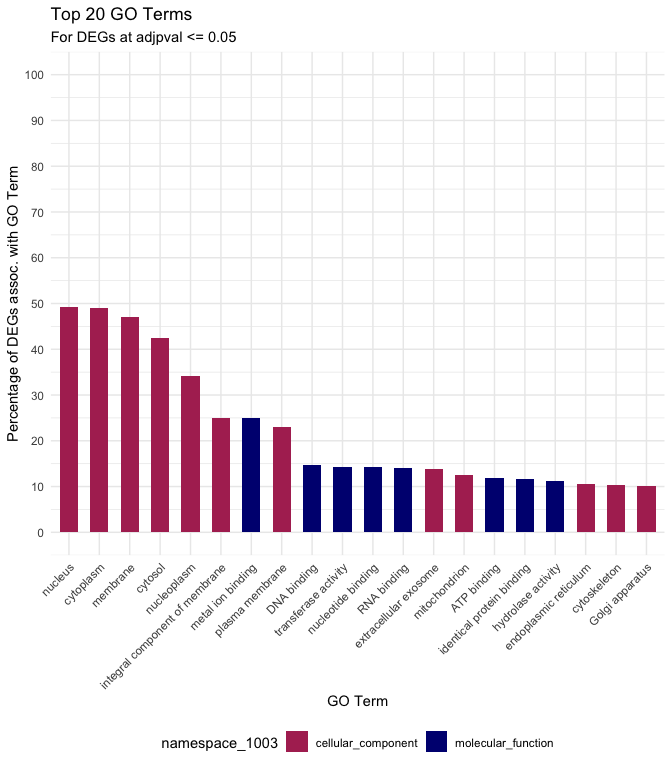 Top 20 GO Terms
For DEGs at adjpval <= 0.05
Percentage of DEGs assoc. with GO Term
100
90
80
70
60
50
40
30
20
10
0
nucleus
cytoplasm
membrane
cytosol
nucleoplasm
integral component of membrane
metal ion binding
plasma membrane
DNA binding
transferase activity
nucleotide binding
RNA binding
extracellular exosome
mitochondrion
ATP binding
identical protein binding
hydrolase activity
endoplasmic reticulum
cytoskeleton
Golgi apparatus
GO Term
namespace_1003 cellular_component molecular_function